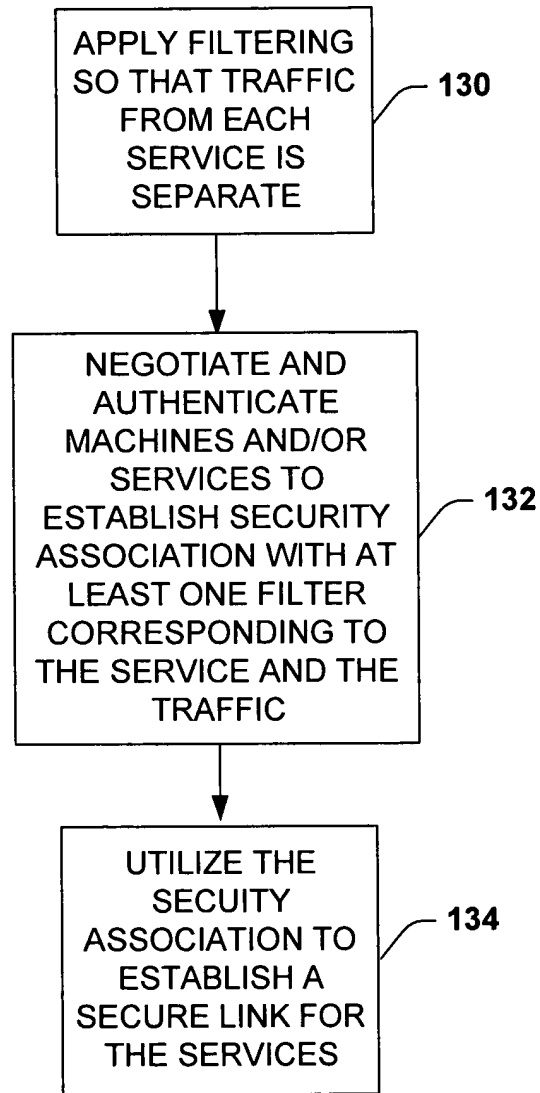 APPLY FILTERING
SO THAT TRAFFIC
FROM EACH
SERVICE IS
SEPARATE
130
NEGOTIATE AND
AUTHENTICATE
MACHINES AND/OR
SERVICES TO
ESTABLISH SECURITY
ASSOCIATION WITH AT
LEAST ONE FILTER
CORRESPONDING TO
THE SERVICE AND THE
TRAFFIC
132
UTILIZE THE
SECUITY
ASSOCIATION TO
ESTABLISH A
SECURE LINK FOR
THE SERVICES
134